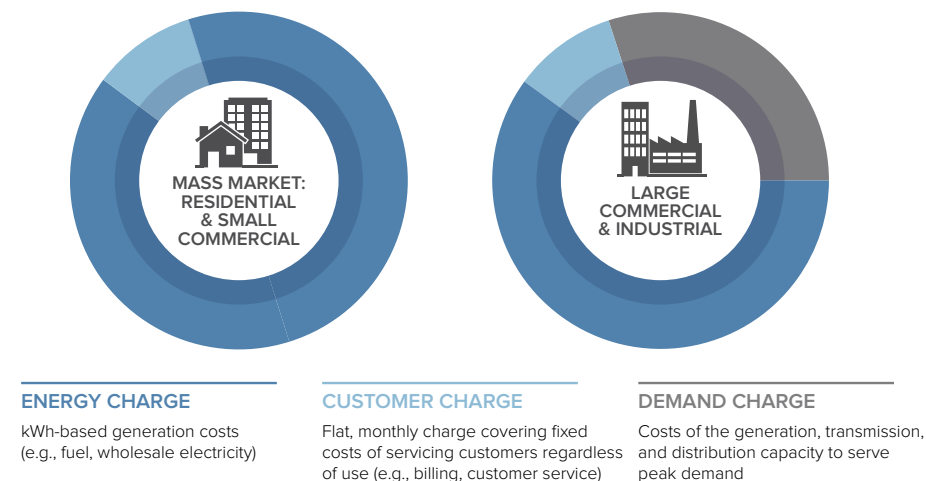 MASS MARKET:
RESIDENTIAL
& SMALL
COMMERCIAL
LARGE
COMMERCIAL
& INDUSTRIAL
ENERGY CHARGE
kWh-based generation costs
(e.g., fuel, wholesale electricity)
CUSTOMER CHARGE
Flat, monthly charge covering fixed
costs of servicing customers regardless
of use (e.g., billing, customer service)
DEMAND CHARGE
Costs of the generation, transmission,
and distribution capacity to serve
peak demand